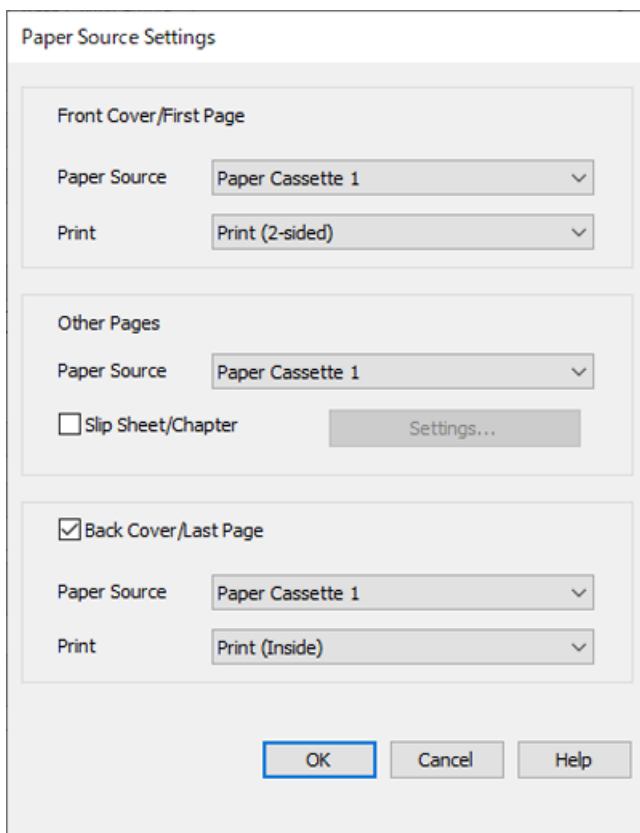 Paper Source Settings
Front Cover/First Page
Paper Source Paper Cassette 1
Print Print (2-sided)
Other Pages
Paper Source Paper Cassette 1
Slip Sheet/Chapter Settings...
Back Cover/Last Page
Paper Source Paper Cassette 1
Print Print (Inside)
OK Cancel Help